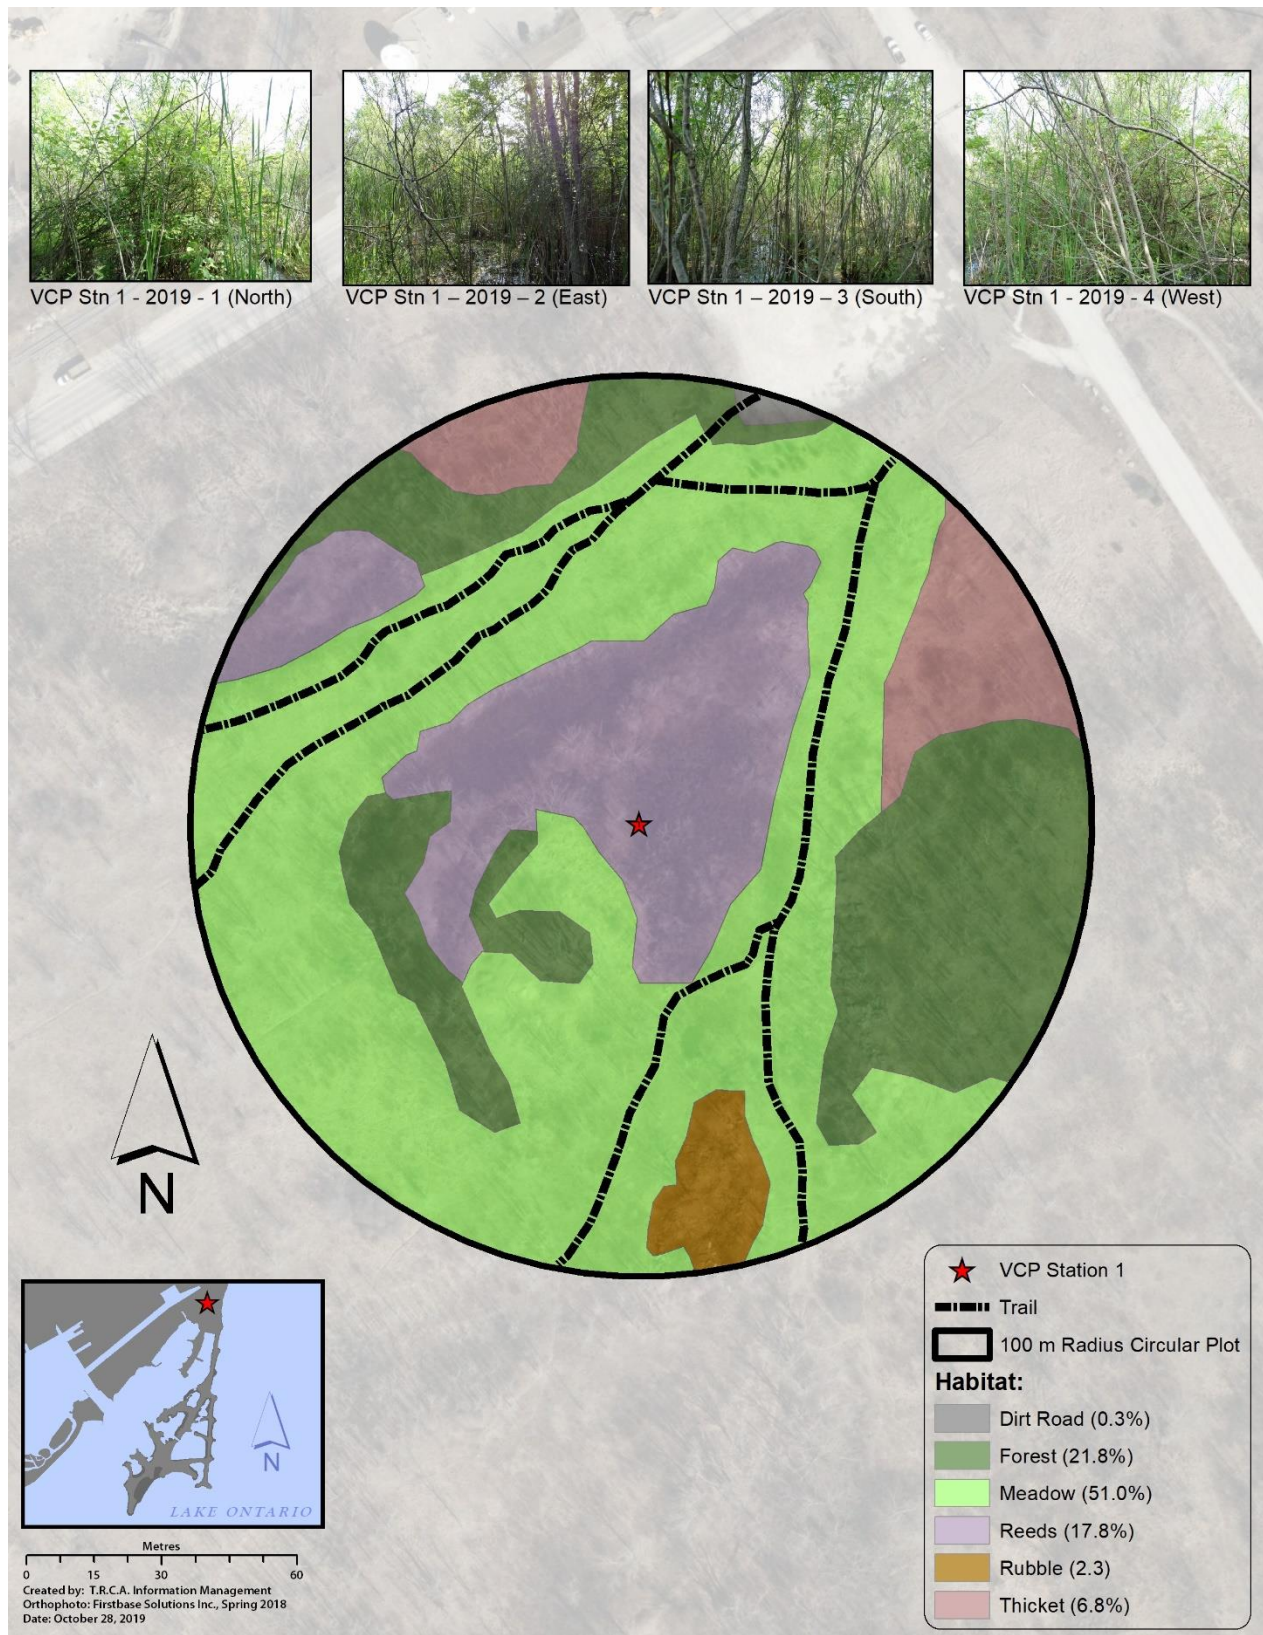 VCP Stn 1 - 2019 - 1 (North)
VCP Stn 1 – 2019 – 2 (East)
VCP Stn 1 – 2019 – 3 (South)
VCP Stn 1 - 2019 - 4 (West)
N
VCP Station 1
Trail
100 m Radius Circular Plot
Habitat:
Dirt Road (0.3%)
Forest (21.8%)
Meadow (51.0%)
Reeds (17.8%)
Rubble (2.3)
Thicket (6.8%)
N
LAKE ONTARIO
Metres
0 15 30 60
Created by: T.R.C.A. Information Management
Orthophoto: Firstbase Solutions Inc., Spring 2018
Date: October 28, 2019